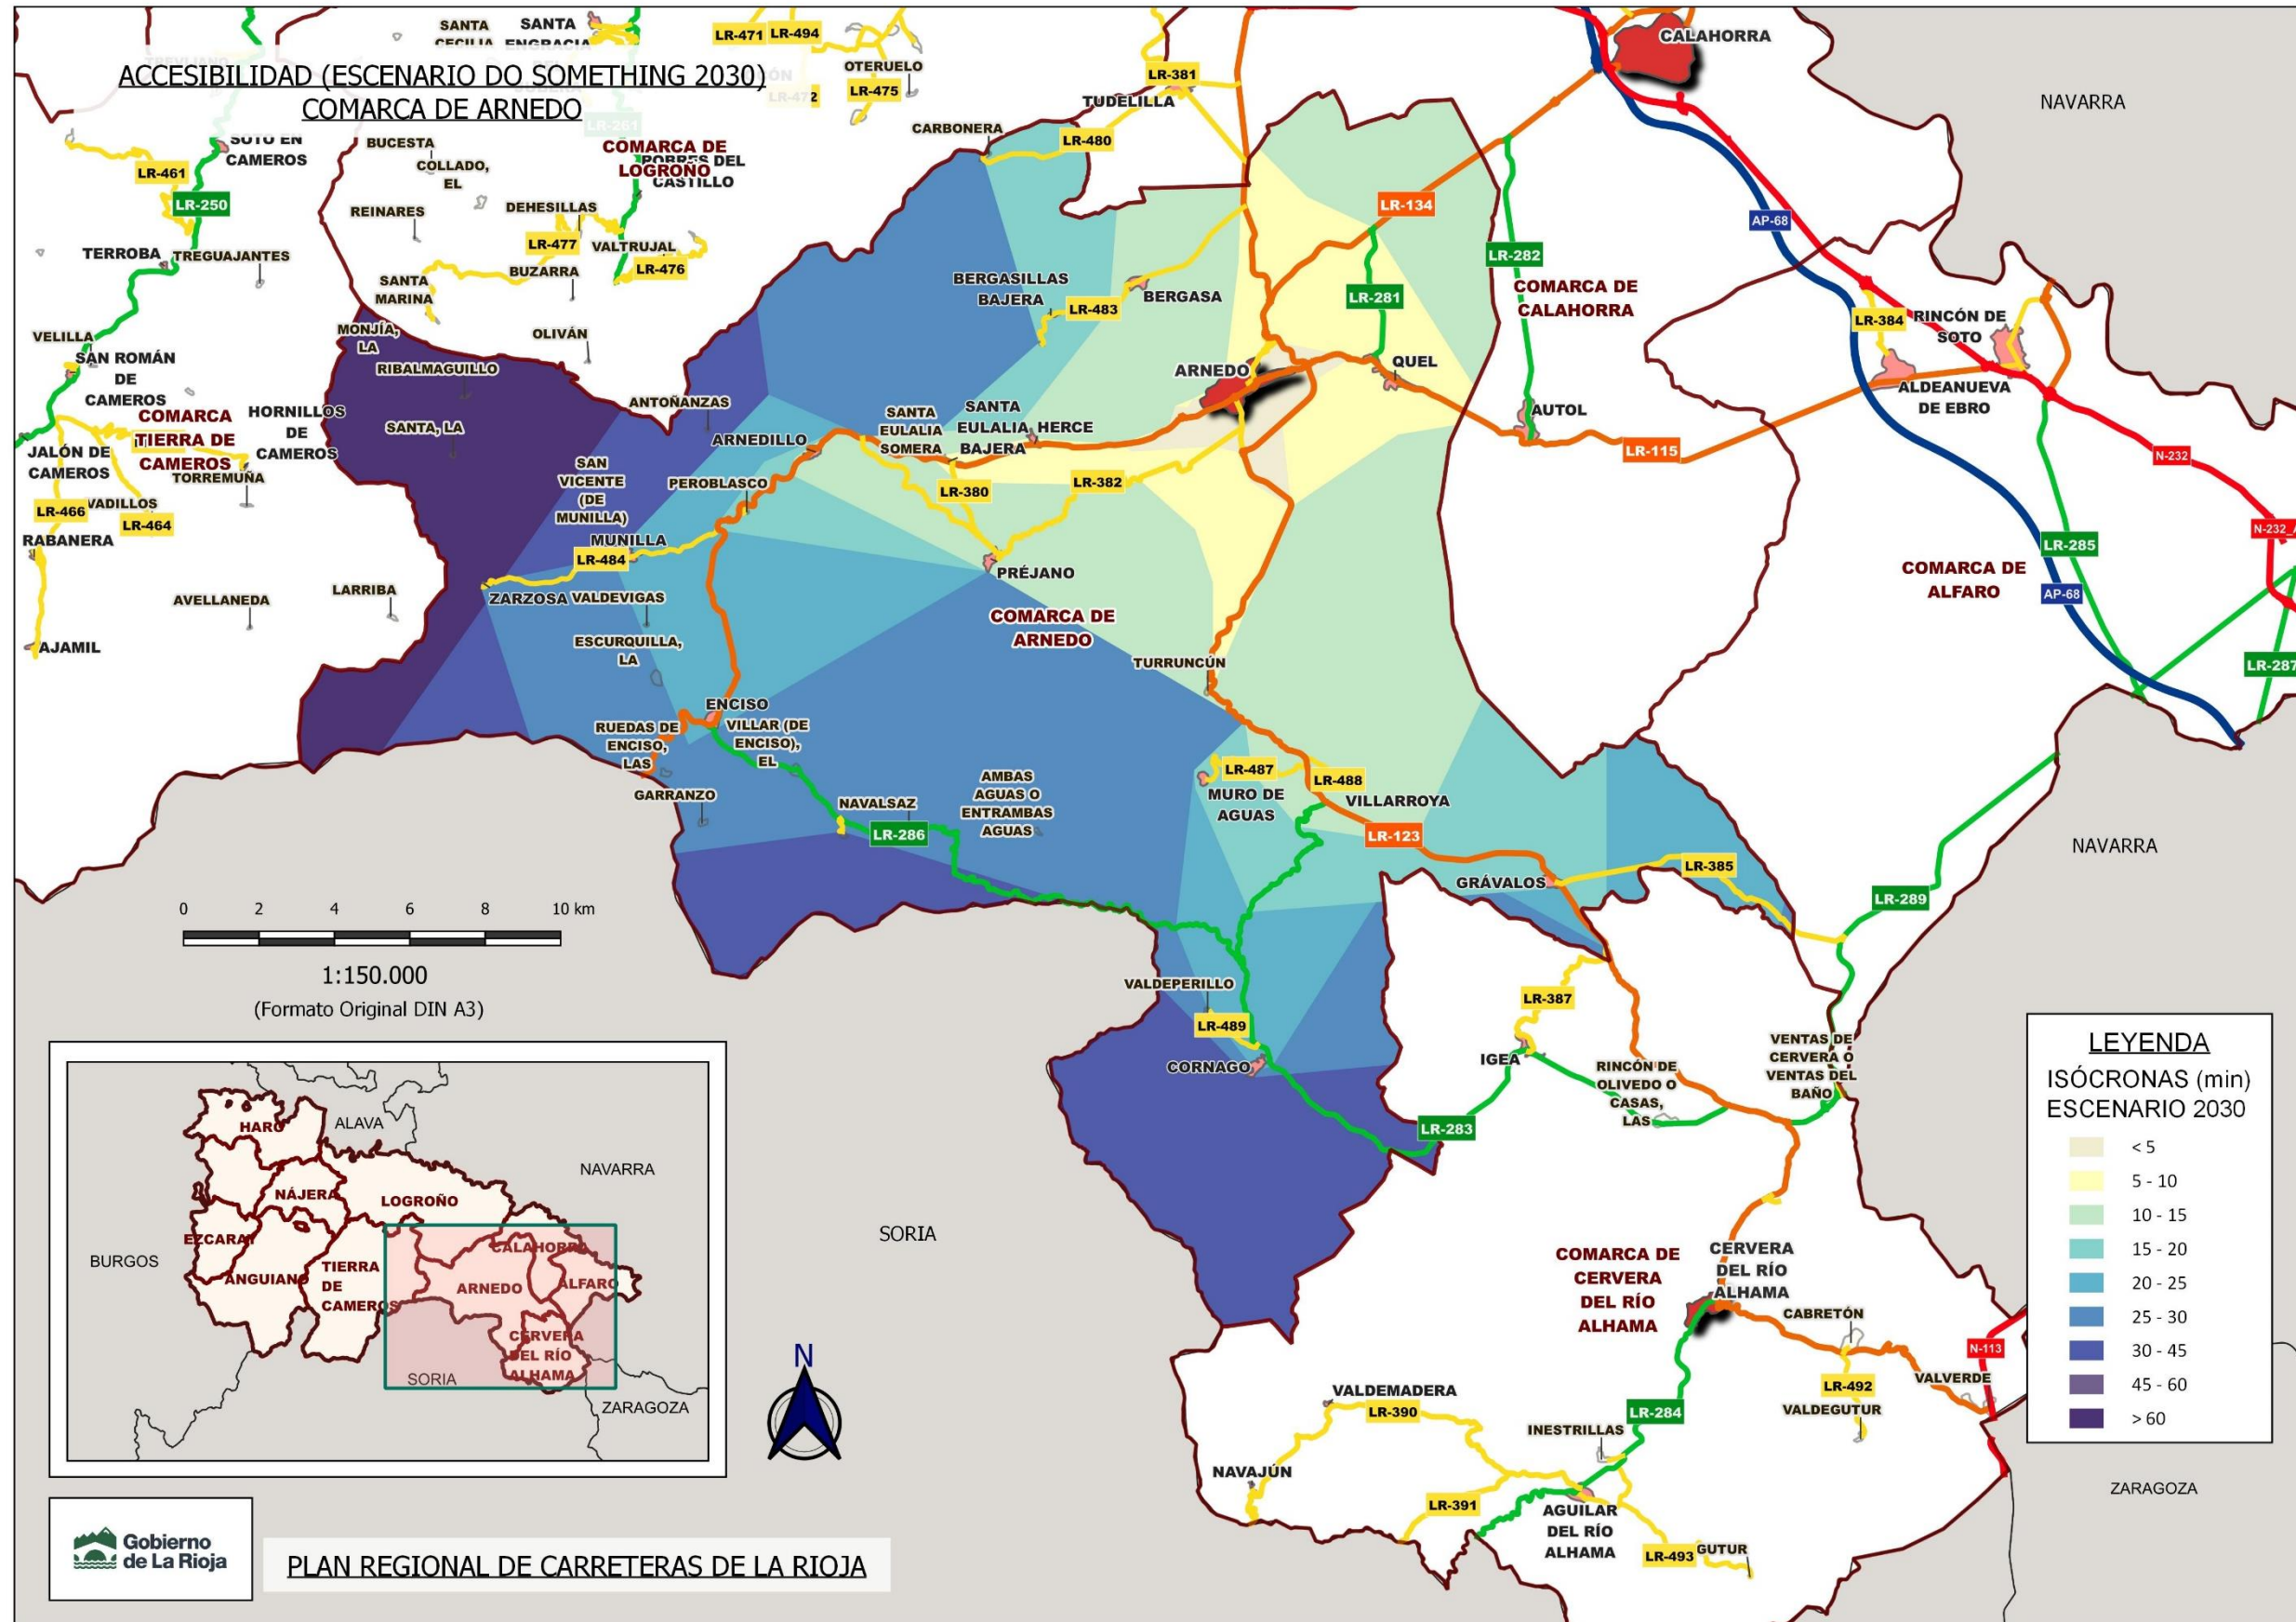 ACCESIBILIDAD (ESCENARIO DO SOMETHING 2030)
COMARCA DE ARNEDO
SANTA
CECILIA
SANTA
ENGRACIA
LR-471
LR-494
OTERUELO
LR-475
LR-381
TUDELILLA
CALAHORRA
NAVARRA
LR-261
SOTO EN
CAMEROS
LR-461
LR-250
BUCESTA
COLLADO,
EL
COMARCA DE
LOGROÑO
ROBRES DEL
CASTILLO
CARBONERA
LR-480
REINARES
DEHESILLAS
LR-477
VALTRUJAL
LR-476
TERROBA
TREGUAJANTES
BUZARRA
SANTA
MARINA
LR-134
AP-68
LR-282
LR-281
COMARCA DE
CALAHORRA
BERGASILLAS
BAJERA
BERGASA
LR-483
LR-384
RINCÓN DE
SOTO
VELILLA
MONJÍA,
LA
OLIVÁN
SAN ROMÁN
DE
CAMEROS
RIBALMAGUILLO
ARNEDO
QUEL
ALDEANUEVA
DE EBRO
COMARCA
TIERRA DE
CAMEROS
HORNILLOS
DE
CAMEROS
ANTOÑANZAS
SANTA, LA
ARNEDILLO
SANTA
EULALIA
SOMERA
SANTA
EULALIA
BAJERA
HERCE
AUTOL
LR-115
N-232
JALÓN DE
CAMEROS
TORREMUÑA
SAN
VICENTE
(DE
MUNILLA)
PEROBLASCO
LR-380
LR-382
LR-466
VADILLOS
LR-464
RABANERA
MUNILLA
LR-484
PRÉJANO
LR-285
COMARCA DE
ALFARO
AP-68
AVELLANEDA
LARRIBA
ZARZOSA
VALDEVIGAS
COMARCA DE
ARNEDO
ESCURQUILLA,
LA
AJAMIL
TURRUNCÚN
LR-287
ENCISO
RUEDAS DE
ENCISO,
LAS
VILLAR (DE
ENCISO),
EL
GARRANZO
NAVALSAZ
LR-286
AMBAS
AGUAS O
ENTRAMBAS
AGUAS
LR-487
MURO DE
AGUAS
LR-488
VILLARROYA
LR-123
NAVARRA
GRÁVALOS
LR-385
LR-289
0 2 4 6 8 10 km
1:150.000
(Formato Original DIN A3)
VALDEPERILLO
LR-489
CORNAGO
LR-387
IGEA
RINCÓN DE
OLIVEDO O
CASAS,
LAS
VENTAS DE
CERVERA O
VENTAS DEL
BAÑO
LR-283
SORIA
COMARCA DE
CERVERA
DEL RÍO
ALHAMA
CERVERA
DEL RÍO
ALHAMA
CABRETÓN
N-113
LR-492
VALVERDE
VALDEGUTUR
VALDEMADERA
LR-390
LR-284
INESTRILLAS
NAVAJÚN
LR-391
AGUILAR
DEL RÍO
ALHAMA
LR-493
GUTUR
ZARAGOZA
LEYENDA
ISÓCRONAS (min)
ESCENARIO 2030
< 5
5 - 10
10 - 15
15 - 20
20 - 25
25 - 30
30 - 45
45 - 60
> 60
HARO
ALAVA
NAVARRA
NÁJERA
LOGROÑO
EZCARAY
BURGOS
ANGUIANO
TIERRA
DE
CAMEROS
CALAHORRA
ARNEDO
ALFARO
CERVERA
DEL RÍO
ALHAMA
SORIA
ZARAGOZA
N
Gobierno
de La Rioja
PLAN REGIONAL DE CARRETERAS DE LA RIOJA